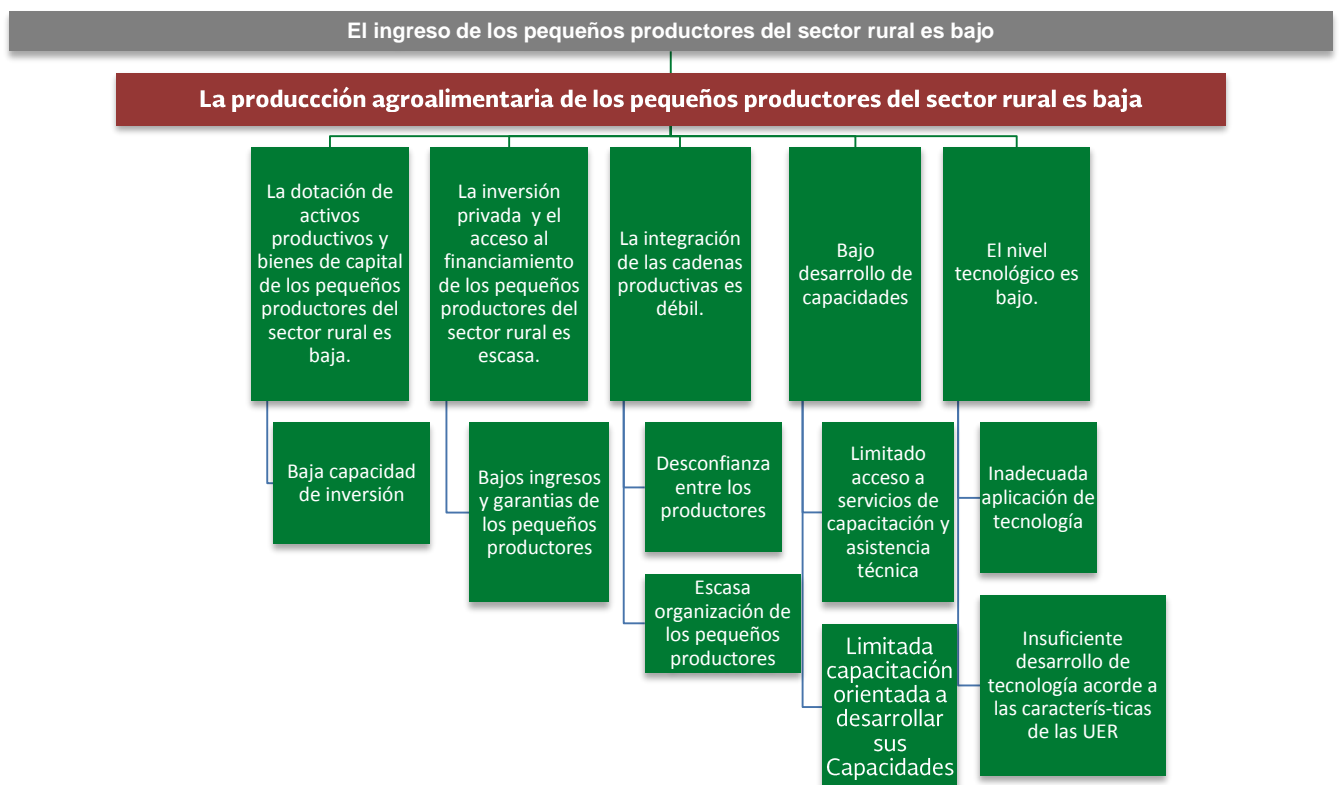 El ingreso de los pequeños productores del sector rural es bajo
La produccción agroalimentaria de los pequeños productores del sector rural es baja
La dotación de
activos
productivos y
bienes de capital
de los pequeños
productores del
sector rural es
baja.
La inversión
privada y el
acceso al
financiamiento
de los pequeños
productores del
sector rural es
escasa.
La integración
de las cadenas
productivas es
débil.
Bajo
desarrollo de
capacidades
El nivel
tecnológico es
bajo.
Baja capacidad
de inversión
Bajos ingresos
y garantias de
los pequeños
productores
Desconfianza
entre los
productores
Escasa
organización de
los pequeños
productores
Limitado
acceso a
servicios de
capacitación y
asistencia
técnica
Limitada
capacitación
orientada a
desarrollar
sus
Capacidades
Inadecuada
aplicación de
tecnología
Insuficiente
desarrollo de
tecnología acorde a
las caracterís-ticas
de las UER